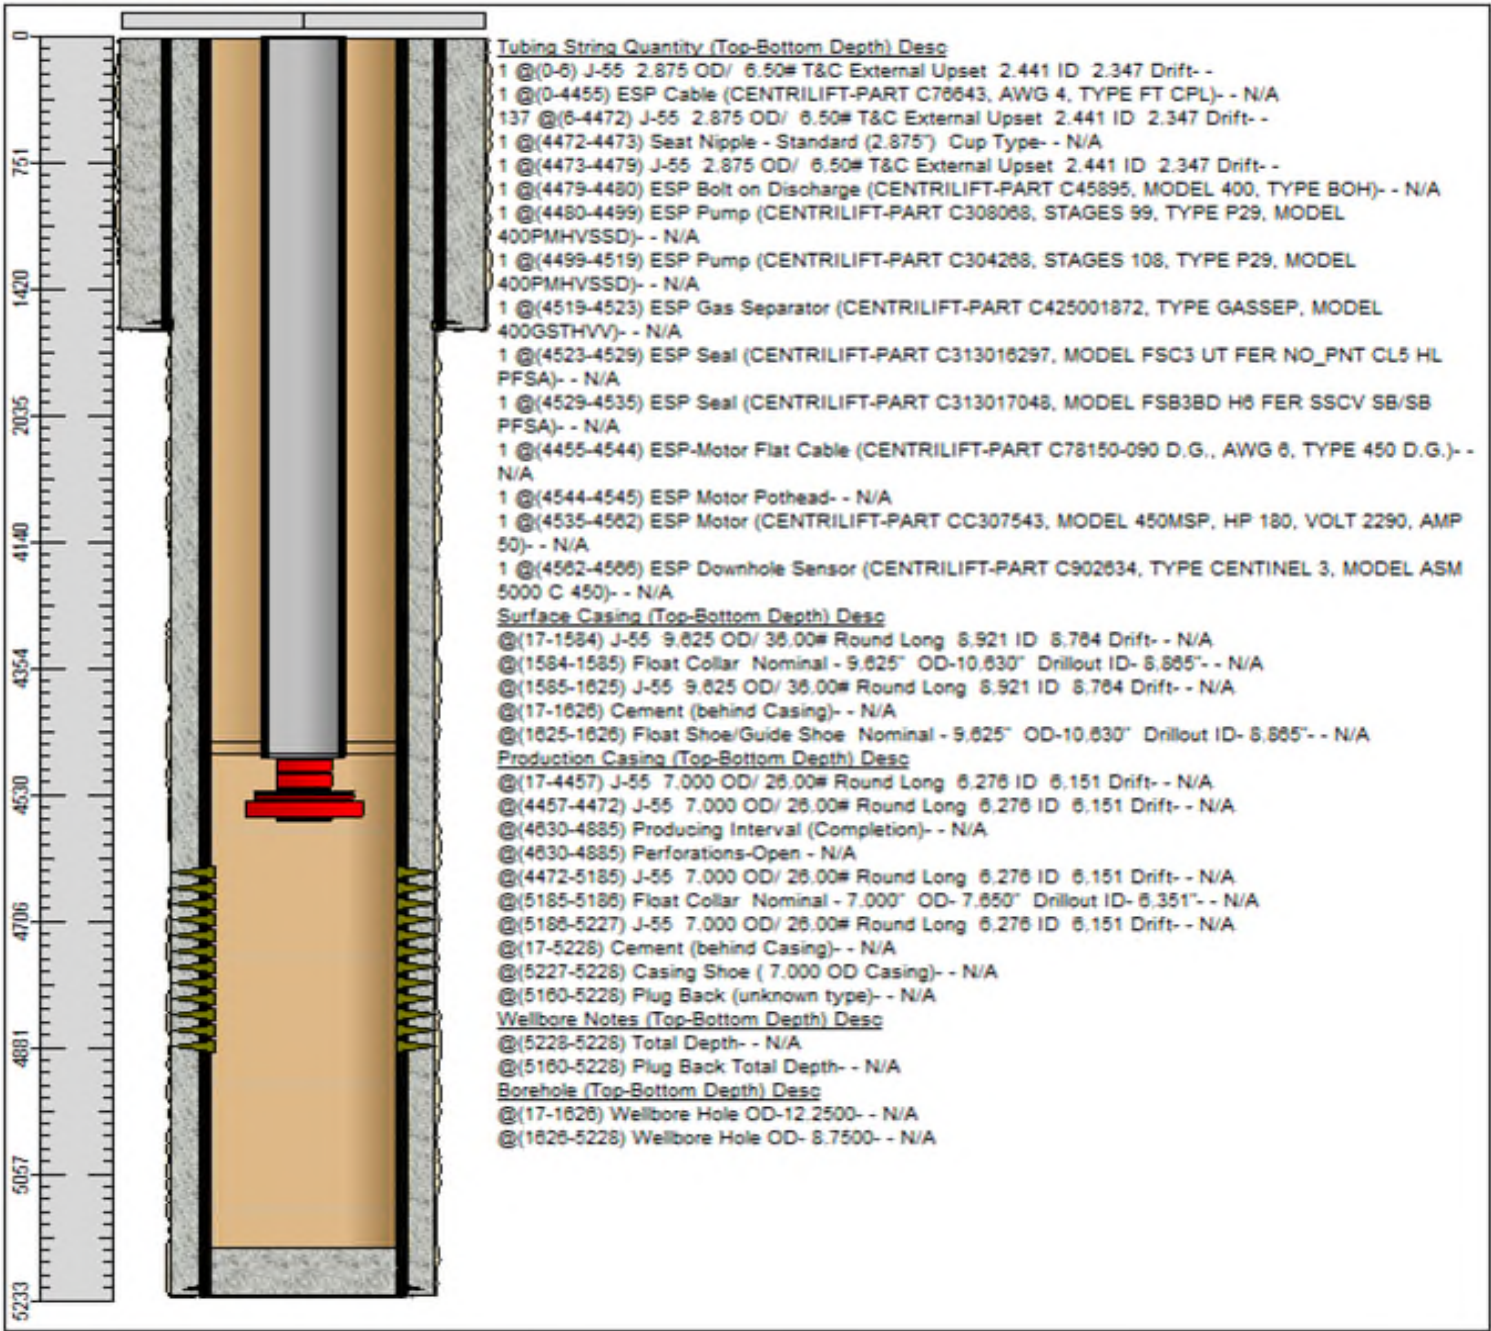 0
751
1420
2035
4140
4354
4530
4706
4881
5057
5233
Tubing String Quantity (Top-Bottom Depth) Desc
1 @(0-6) J-55 2.875 OD/ 6.50# T&C External Upset 2.441 ID 2.347 Drift- -
1 @(0-4455) ESP Cable (CENTRILIFT-PART C76643, AWG 4, TYPE FT CPL)- - N/A
137 @(6-4472) J-55 2.875 OD/ 6.50# T&C External Upset 2.441 ID 2.347 Drift- -
1 @(4472-4473) Seat Nipple - Standard (2.875") Cup Type- - N/A
1 @(4473-4479) J-55 2.875 OD/ 6.50# T&C External Upset 2.441 ID 2.347 Drift- -
1 @(4479-4480) ESP Bolt on Discharge (CENTRILIFT-PART C45895, MODEL 400, TYPE BOH)- - N/A
1 @(4480-4499) ESP Pump (CENTRILIFT-PART C308068, STAGES 99, TYPE P29, MODEL
400PMHVSSD)- - N/A
1 @(4499-4519) ESP Pump (CENTRILIFT-PART C304268, STAGES 108, TYPE P29, MODEL
400PMHVSSD)- - N/A
1 @(4519-4523) ESP Gas Separator (CENTRILIFT-PART C425001872, TYPE GASSEP, MODEL
400GSTHVV)- - N/A
1 @(4523-4529) ESP Seal (CENTRILIFT-PART C313016297, MODEL FSC3 UT FER NO_PNT CL5 HL
PFSA)- - N/A
1 @(4529-4535) ESP Seal (CENTRILIFT-PART C313017048, MODEL FSB3BD H6 FER SSCV SB/SB
PFSA)- - N/A
1 @(4455-4544) ESP-Motor Flat Cable (CENTRILIFT-PART C78150-090 D.G., AWG 6, TYPE 450 D.G.)- -
N/A
1 @(4544-4545) ESP Motor Pothead- - N/A
1 @(4535-4562) ESP Motor (CENTRILIFT-PART CC307543, MODEL 450MSP, HP 180, VOLT 2290, AMP
50)- - N/A
1 @(4562-4566) ESP Downhole Sensor (CENTRILIFT-PART C902634, TYPE CENTINEL 3, MODEL ASM
5000 C 450)- - N/A
Surface Casing (Top-Bottom Depth) Desc
@(17-1584) J-55 9.625 OD/ 36.00# Round Long 8.921 ID 8.764 Drift- - N/A
@(1584-1585) Float Collar Nominal - 9.625" OD-10.630" Drillout ID- 8.865"- - N/A
@(1585-1625) J-55 9.625 OD/ 36.00# Round Long 8.921 ID 8.764 Drift- - N/A
@(17-1626) Cement (behind Casing)- - N/A
@(1625-1626) Float Shoe/Guide Shoe Nominal - 9.625" OD-10.630" Drillout ID- 8.865"- - N/A
Production Casing (Top-Bottom Depth) Desc
@(17-4457) J-55 7.000 OD/ 26.00# Round Long 6.276 ID 6.151 Drift- - N/A
@(4457-4472) J-55 7.000 OD/ 26.00# Round Long 6.276 ID 6.151 Drift- - N/A
@(4630-4885) Producing Interval (Completion)- - N/A
@(4630-4885) Perforations-Open - N/A
@(4472-5185) J-55 7.000 OD/ 26.00# Round Long 6.276 ID 6.151 Drift- - N/A
@(5185-5186) Float Collar Nominal - 7.000" OD- 7.650" Drillout ID- 6.351"- - N/A
@(5186-5227) J-55 7.000 OD/ 26.00# Round Long 6.276 ID 6.151 Drift- - N/A
@(17-5228) Cement (behind Casing)- - N/A
@(5227-5228) Casing Shoe ( 7.000 OD Casing)- - N/A
@(5160-5228) Plug Back (unknown type)- - N/A
Wellbore Notes (Top-Bottom Depth) Desc
@(5228-5228) Total Depth- - N/A
@(5160-5228) Plug Back Total Depth- - N/A
Borehole (Top-Bottom Depth) Desc
@(17-1626) Wellbore Hole OD-12.2500- - N/A
@(1626-5228) Wellbore Hole OD- 8.7500- - N/A